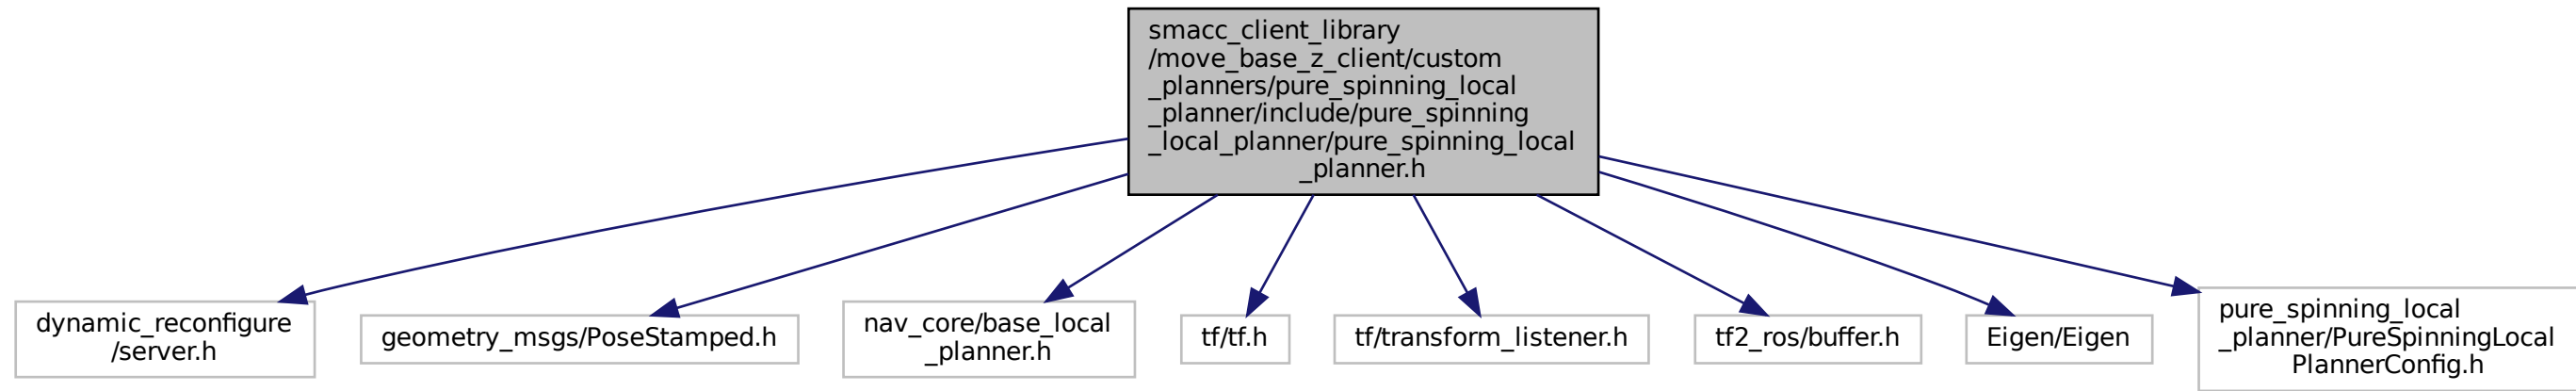 smacc_client_library
/move_base_z_client/custom
_planners/pure_spinning_local
_planner/include/pure_spinning
_local_planner/pure_spinning_local
_planner.h
dynamic_reconfigure
/server.h
geometry_msgs/PoseStamped.h
nav_core/base_local
_planner.h
tf/tf.h
tf/transform_listener.h
tf2_ros/buffer.h
Eigen/Eigen
pure_spinning_local
_planner/PureSpinningLocal
PlannerConfig.h